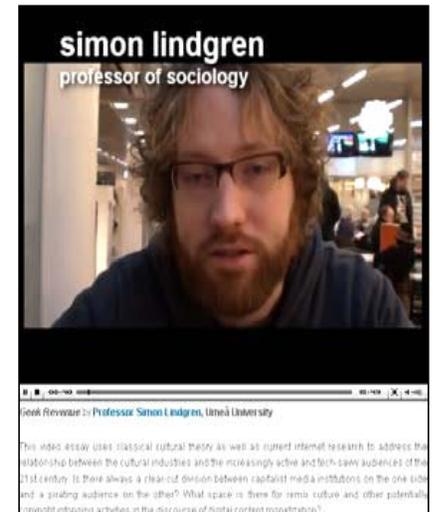 simon lindgren
professor of sociology
Geek Revenue by Professor Simon Lindgren, Umeå University
This video essay uses classical cultural theory as well as current internet research to address the
relationship between the cultural industries and the increasingly active and tech-savvy audiences of the
21st century. Is there always a clear-cut division between capitalist media institutions on the one side
and a pirating audience on the other? What space is there for remix culture and other potentially
copyright infringing activities in the discourse of digital content monetization?